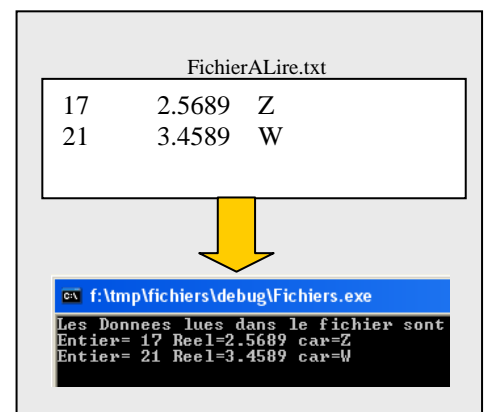 FichierALire.txt
17 2.5689 Z
21 3.4589 W
f:\tmp\fichiers\debug\Fichiers.exe
Les Donnees lues dans le fichier sont
Entier= 17 Reel=2.5689 car=Z
Entier= 21 Reel=3.4589 car=W